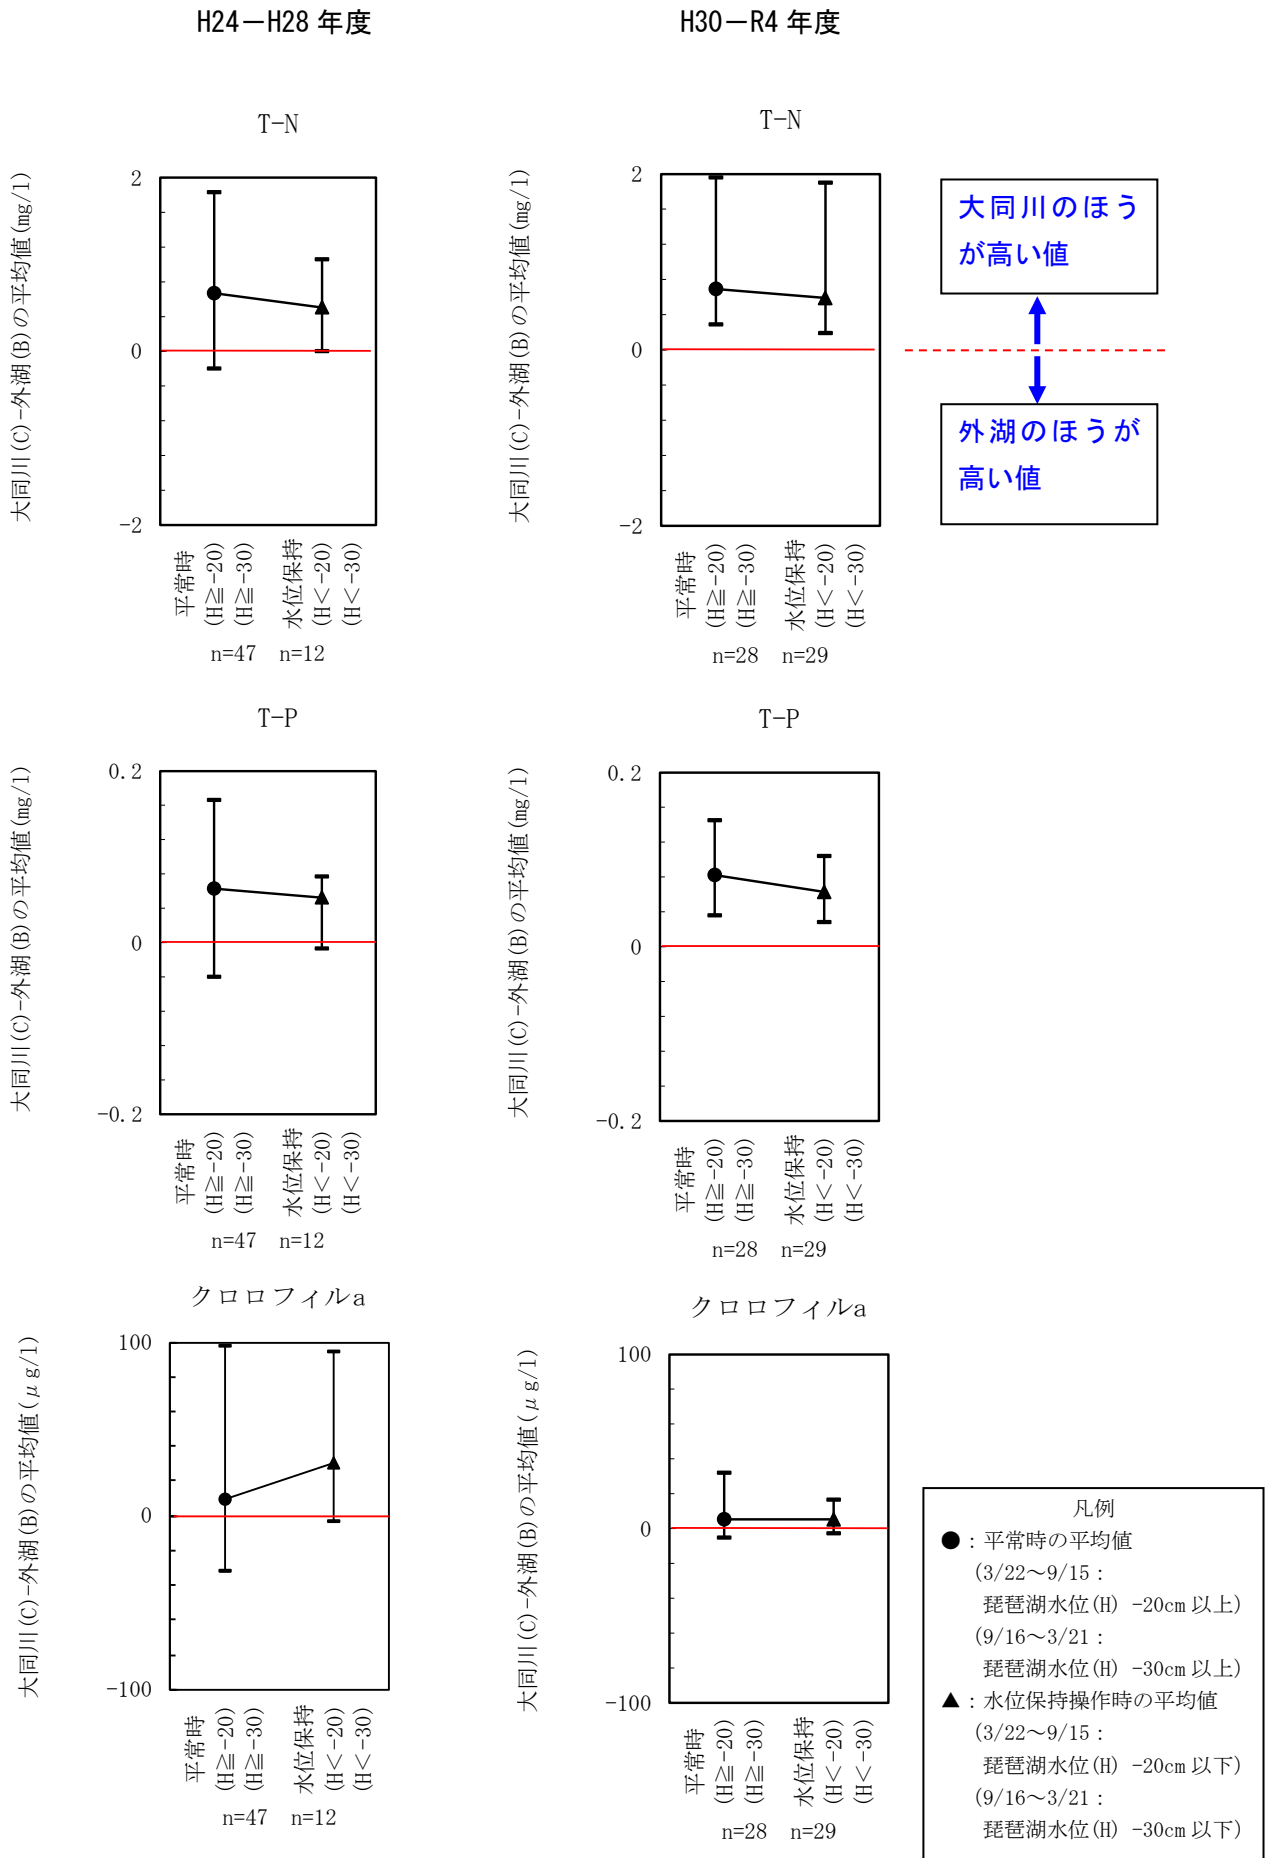 H24－H28 年度
H30－R4 年度
T-N
大同川(C)-外湖(B)の平均値(mg/l)
2
0
-2
平常時
(H≧-20)
(H≧-30)
水位保持
(H＜-20)
(H＜-30)
n=47 n=12
T-N
大同川(C)-外湖(B)の平均値(mg/l)
2
0
-2
平常時
(H≧-20)
(H≧-30)
水位保持
(H＜-20)
(H＜-30)
n=28 n=29
大同川のほう
が高い値
外湖のほうが
高い値
T-P
大同川(C)-外湖(B)の平均値(mg/l)
0.2
0
-0.2
平常時
(H≧-20)
(H≧-30)
水位保持
(H＜-20)
(H＜-30)
n=47 n=12
T-P
大同川(C)-外湖(B)の平均値(mg/l)
0.2
0
-0.2
平常時
(H≧-20)
(H≧-30)
水位保持
(H＜-20)
(H＜-30)
n=28 n=29
クロロフィルa
大同川(C)-外湖(B)の平均値(μg/l)
100
0
-100
平常時
(H≧-20)
(H≧-30)
水位保持
(H＜-20)
(H＜-30)
n=47 n=12
クロロフィルa
大同川(C)-外湖(B)の平均値(μg/l)
100
0
-100
平常時
(H≧-20)
(H≧-30)
水位保持
(H＜-20)
(H＜-30)
n=28 n=29
凡例
●：平常時の平均値
(3/22～9/15：
琵琶湖水位(H) -20cm 以上)
(9/16～3/21：
琵琶湖水位(H) -30cm 以上)
▲：水位保持操作時の平均値
(3/22～9/15：
琵琶湖水位(H) -20cm 以下)
(9/16～3/21：
琵琶湖水位(H) -30cm 以下)